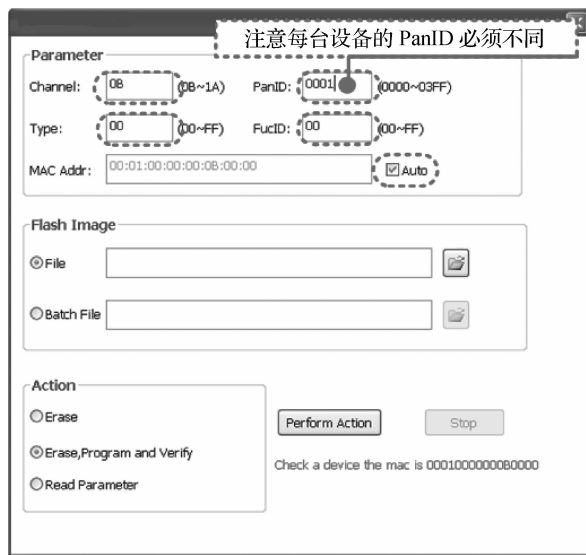 注意每台设备的 PanID 必须不同
Parameter
Channel: 0B (0B~1A) PanID: 0001 (0000~03FF)
Type: 00 (00~FF) FucID: 00 (00~FF)
MAC Addr: 00:01:00:00:00:0B:00:00 Auto
Flash Image
File
Batch File
Action
Erase
Perform Action Stop
Erase,Program and Verify
Check a device the mac is 00010000000B0000
Read Parameter